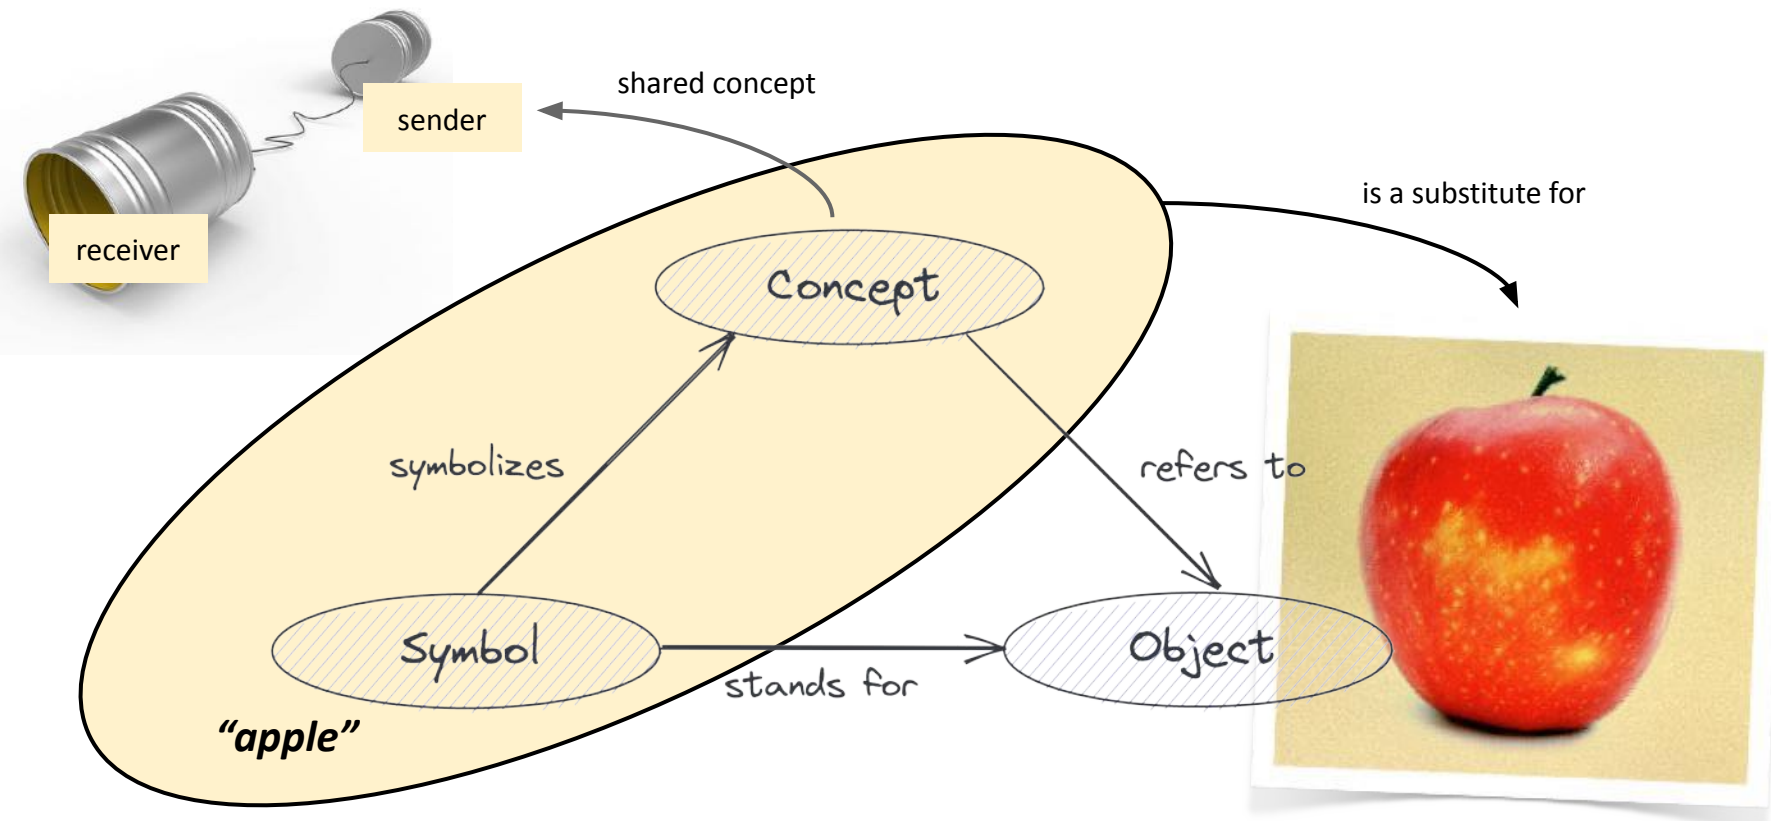 shared concept
sender
is a substitute for
receiver
Concept
symbolizes
refers to
Symbol
Object
stands for
“apple”